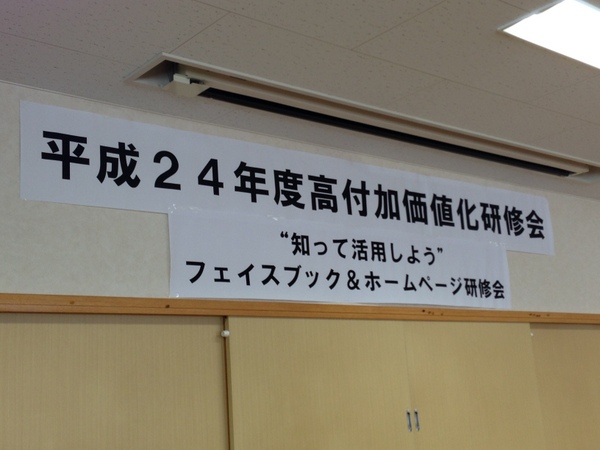 平成２４年度高付加価値化研修会
“知って活用しよう”
フェイスブック＆ホームページ研修会